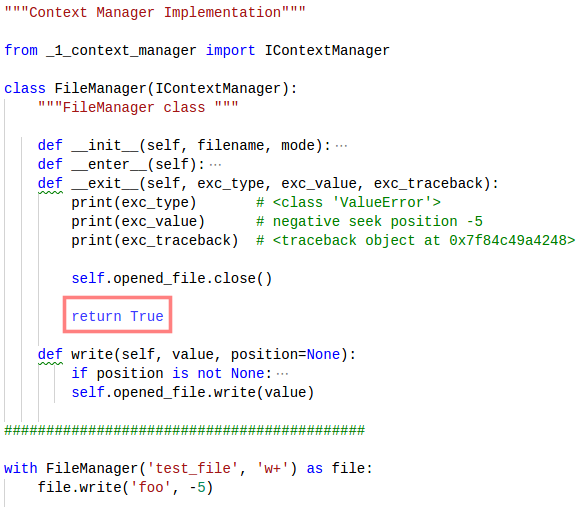 """Context Manager Implementation"""
from _1_context_manager import IContextManager
class FileManager(IContextManager):
"""FileManager class """
def __init__(self, filename, mode):···
def __enter__(self):···
def __exit__(self, exc_type, exc_value, exc_traceback):
print(exc_type)       # <class 'ValueError'>
print(exc_value)      # negative seek position -5
print(exc_traceback)  # <traceback object at 0x7f84c49a4248>
self.opened_file.close()
return True
def write(self, value, position=None):
if position is not None:···
self.opened_file.write(value)
###########################################
with FileManager('test_file', 'w+') as file:
file.write('foo', -5)